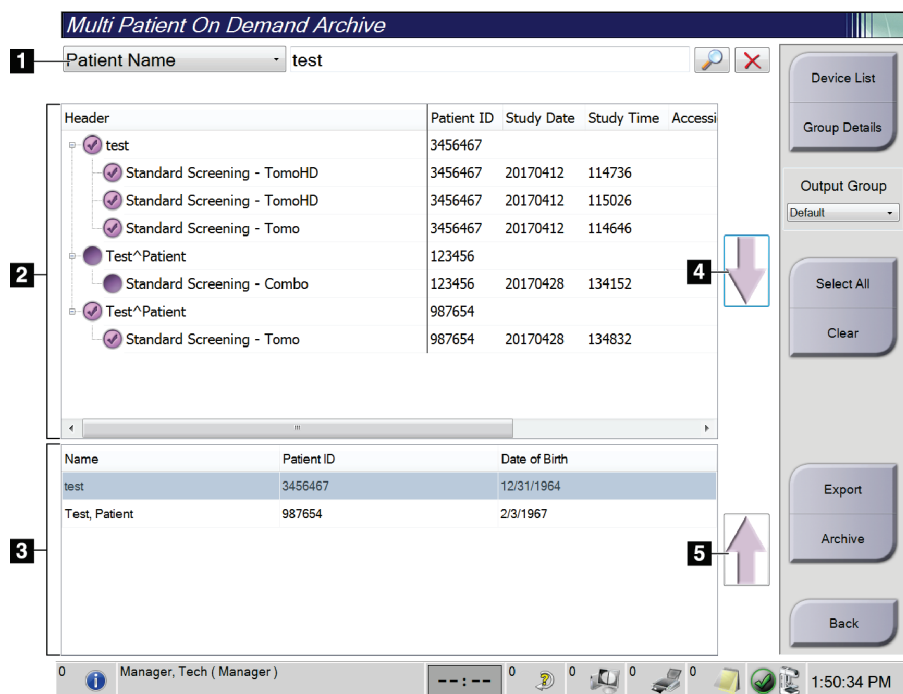 Multi Patient On Demand Archive
1 Patient Name test
Device List
Group Details
Output Group
Default
Select All
Clear
Export
Archive
Back
2
Header Patient ID Study Date Study Time Accessi
test 3456467
Standard Screening - TomoHD 3456467 20170412 114736
Standard Screening - TomoHD 3456467 20170412 115026
Standard Screening - Tomo 3456467 20170412 114646
Test^Patient 123456
Standard Screening - Combo 123456 20170428 134152
Test^Patient 987654
Standard Screening - Tomo 987654 20170428 134832
4
3
Name Patient ID Date of Birth
test 3456467 12/31/1964
Test, Patient 987654 2/3/1967
5
0 Manager, Tech ( Manager ) --:-- 0 0 0 0 1:50:34 PM